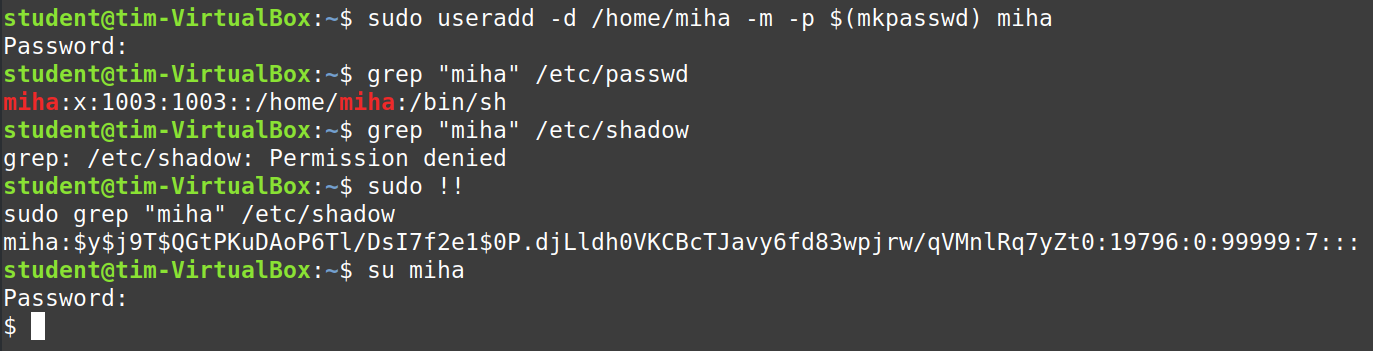 student@tim-VirtualBox:~$ sudo useradd -d /home/miha -m -p $(mkpasswd) miha
Password:
student@tim-VirtualBox:~$ grep "miha" /etc/passwd
miha:x:1003:1003::/home/miha:/bin/sh
student@tim-VirtualBox:~$ grep "miha" /etc/shadow
grep: /etc/shadow: Permission denied
student@tim-VirtualBox:~$ sudo !!
sudo grep "miha" /etc/shadow
miha:$y$j9T$QGtPKuDAoP6Tl/DsI7f2e1$0P.djLldh0VKCBcTJavy6fd83wpjrw/qVMnlRq7yZt0:19796:0:99999:7:::
student@tim-VirtualBox:~$ su miha
Password:
$